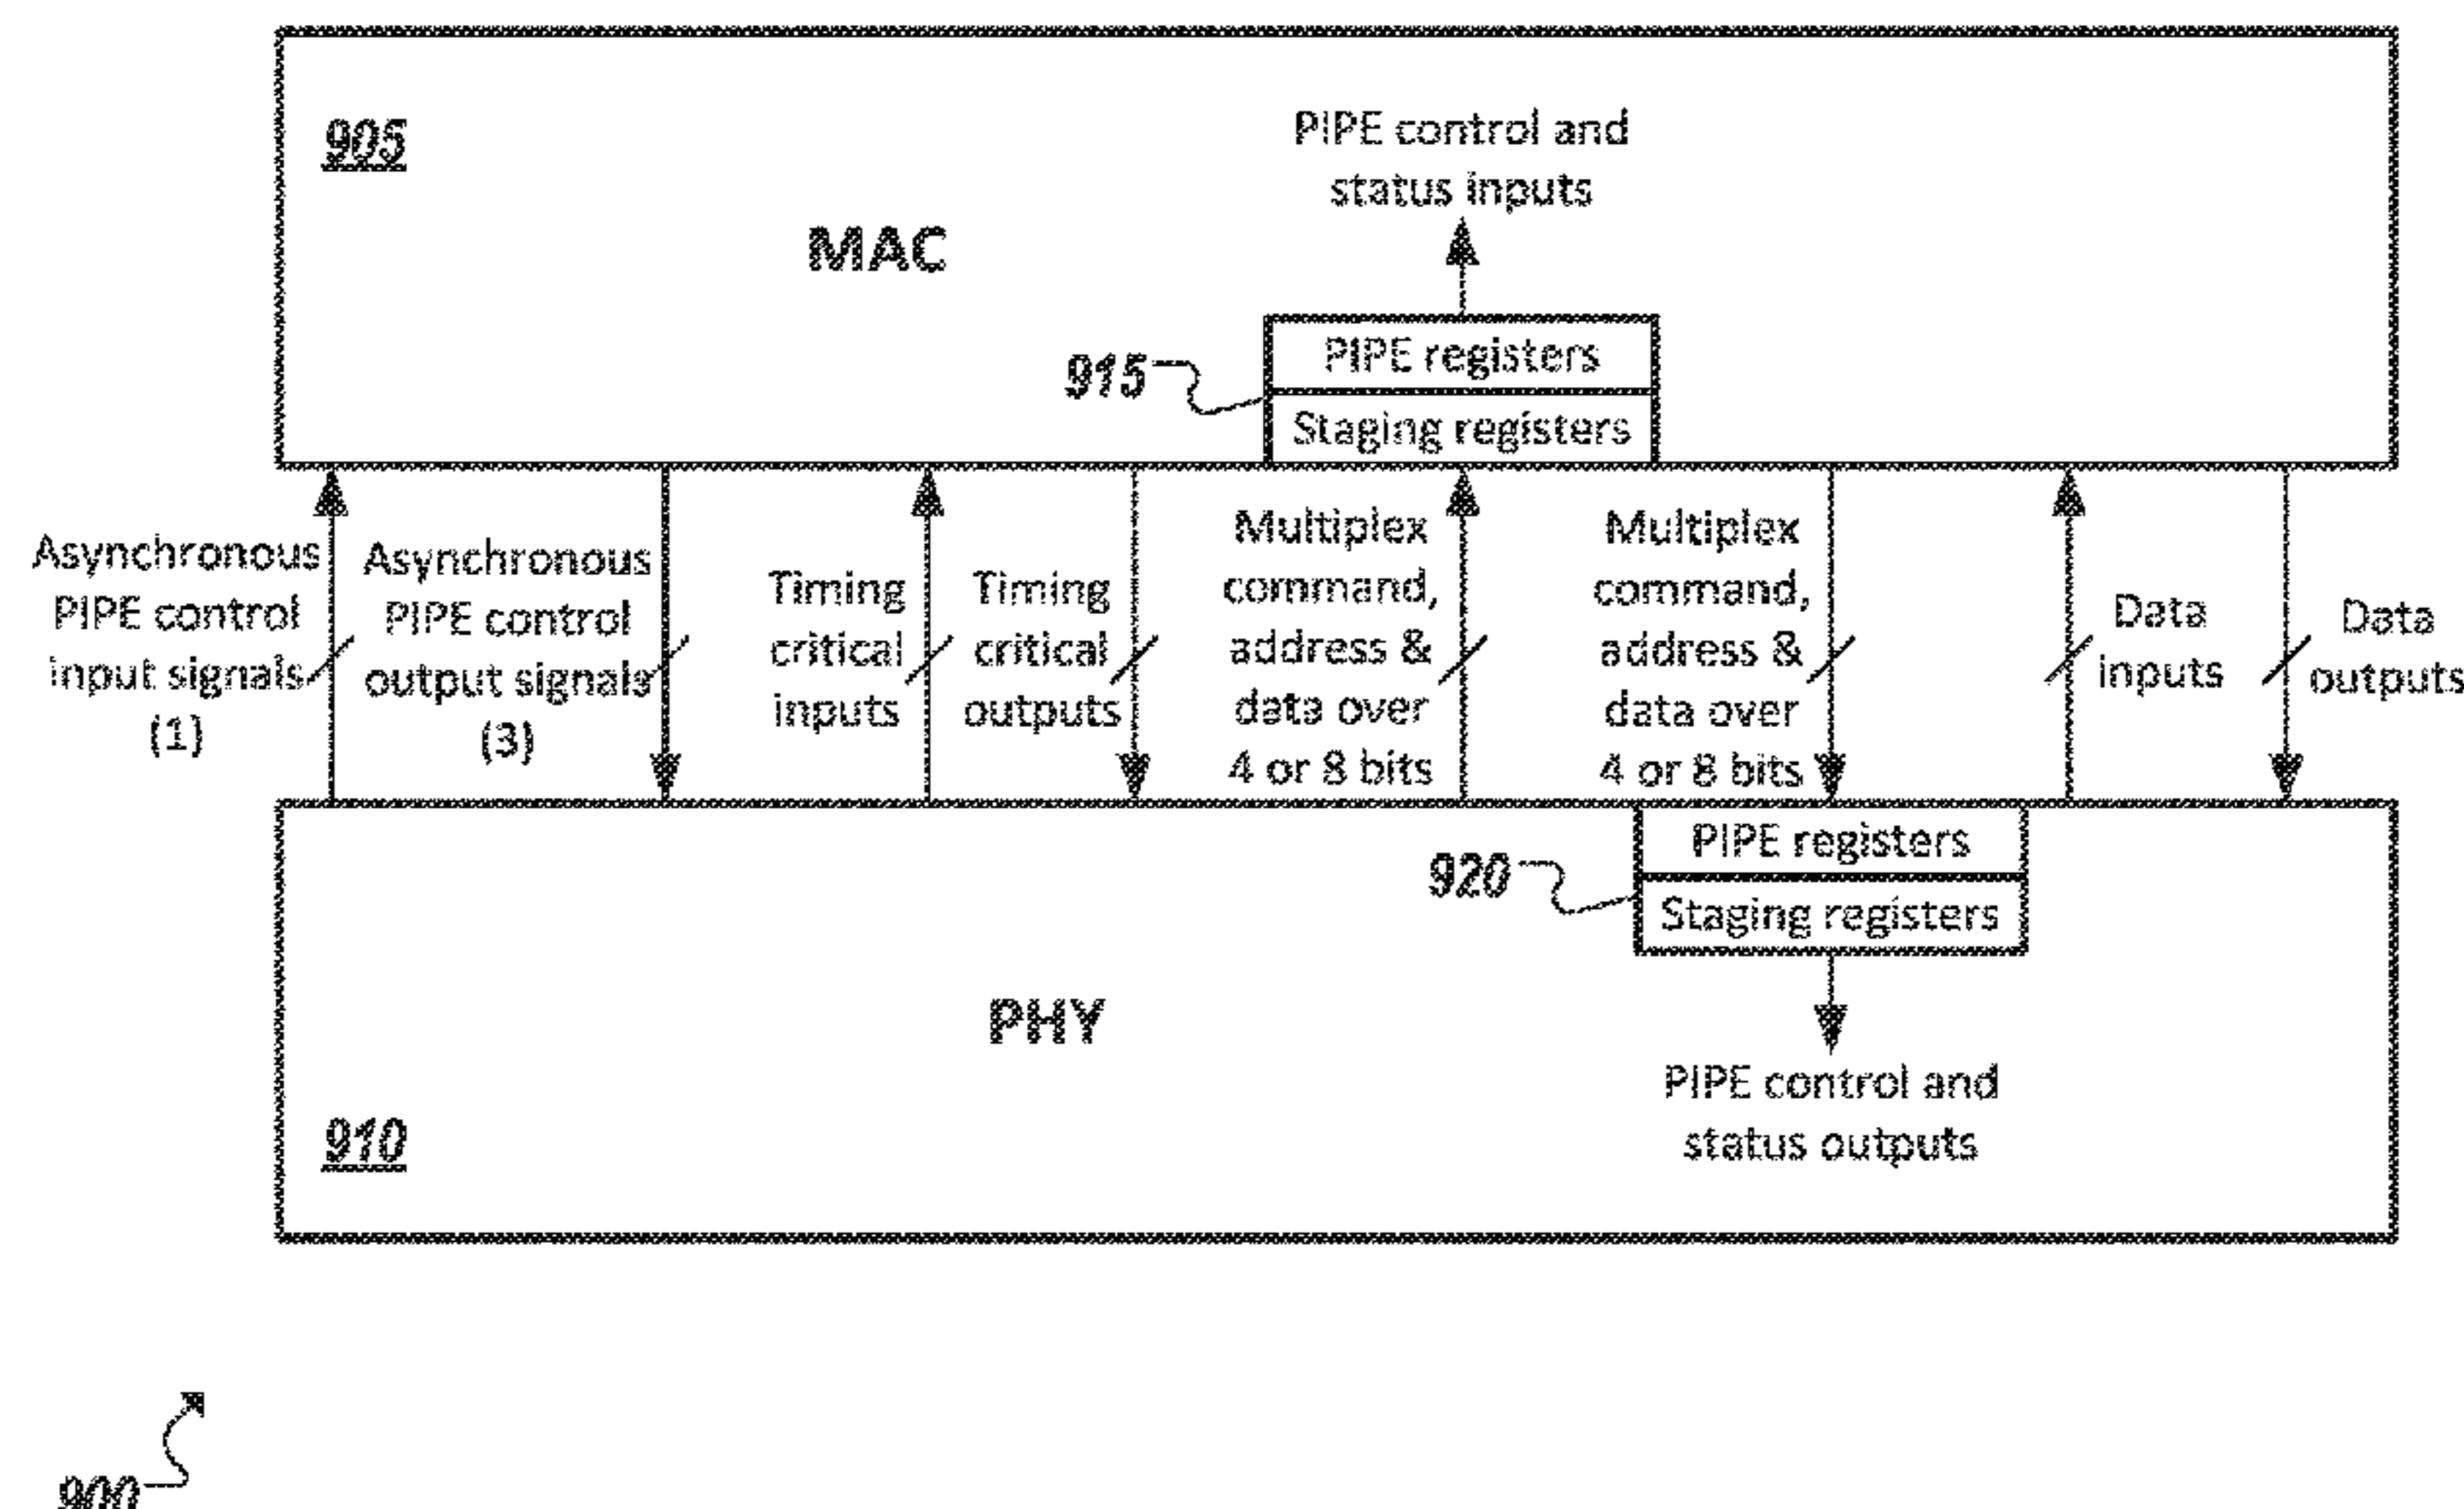 905
MAC
PIPE control and
status inputs
915
PIPE registers
Staging registers
Asynchronous
PIPE control
input signals
(1)
Asynchronous
PIPE control
output signals
(3)
Timing
critical
inputs
Timing
critical
outputs
Multiplex
command,
address &
data over
4 or 8 bits
Multiplex
command,
address &
data over
4 or 8 bits
Data
inputs
Data
outputs
920
PIPE registers
Staging registers
PHY
PIPE control and
status outputs
910
900